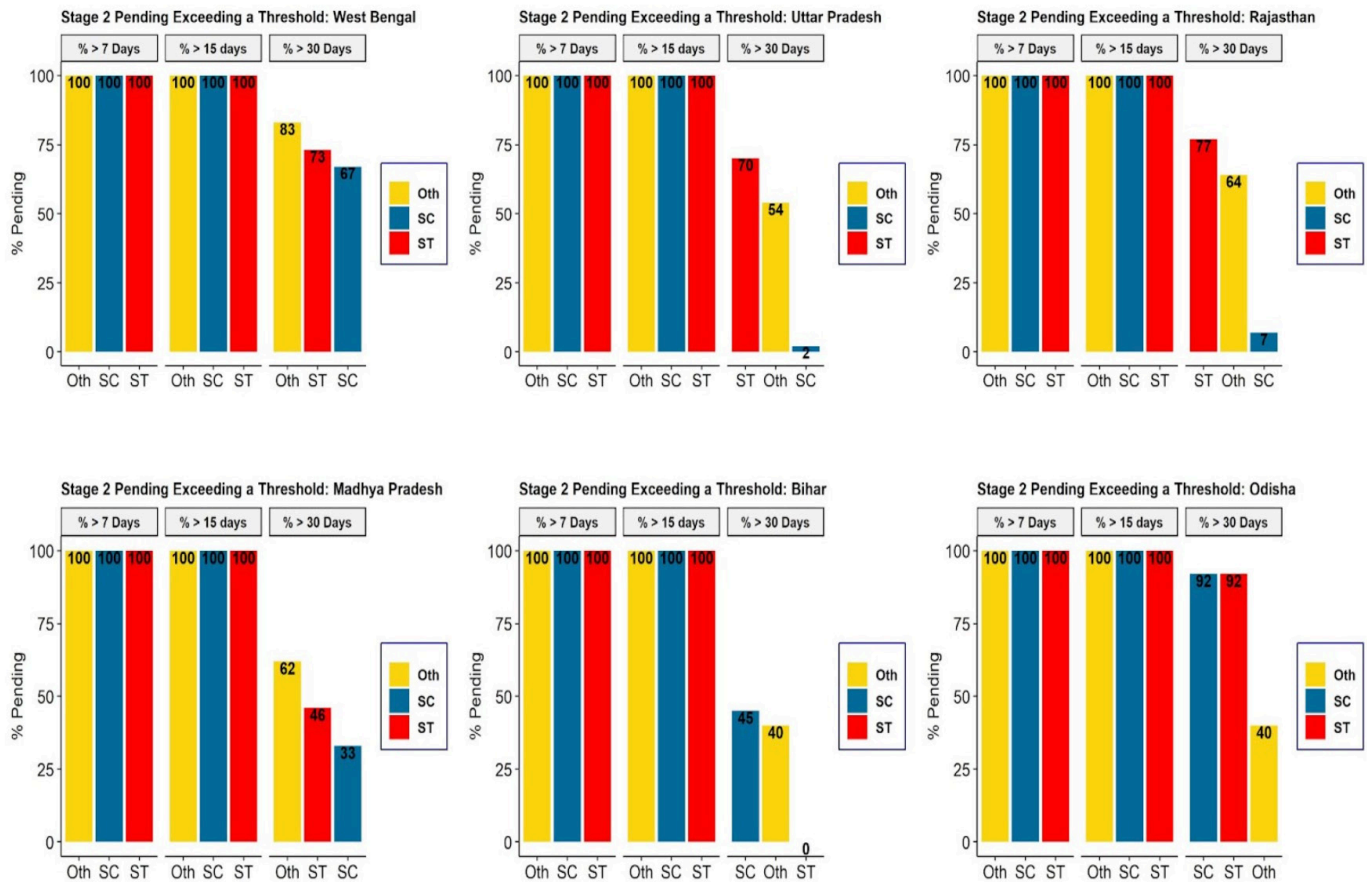 Stage 2 Pending Exceeding a Threshold: West Bengal
% > 7 Days % > 15 days % > 30 Days
% Pending
100
75
50
25
0
100 100 100
100 100 100
83 73 67
Oth SC ST Oth SC ST Oth ST SC
Oth
SC
ST
Stage 2 Pending Exceeding a Threshold: Uttar Pradesh
% > 7 Days % > 15 days % > 30 Days
% Pending
100
75
50
25
0
100 100 100
100 100 100
70 54 2
Oth SC ST Oth SC ST ST Oth SC
Oth
SC
ST
Stage 2 Pending Exceeding a Threshold: Rajasthan
% > 7 Days % > 15 days % > 30 Days
% Pending
100
75
50
25
0
100 100 100
100 100 100
77 64 7
Oth SC ST Oth SC ST ST Oth SC
Oth
SC
ST
Stage 2 Pending Exceeding a Threshold: Madhya Pradesh
% > 7 Days % > 15 days % > 30 Days
% Pending
100
75
50
25
0
100 100 100
100 100 100
62 46 33
Oth SC ST Oth SC ST Oth ST SC
Oth
SC
ST
Stage 2 Pending Exceeding a Threshold: Bihar
% > 7 Days % > 15 days % > 30 Days
% Pending
100
75
50
25
0
100 100 100
100 100 100
45 40 0
Oth SC ST Oth SC ST SC Oth ST
Oth
SC
ST
Stage 2 Pending Exceeding a Threshold: Odisha
% > 7 Days % > 15 days % > 30 Days
% Pending
100
75
50
25
0
100 100 100
100 100 100
92 92 40
Oth SC ST Oth SC ST SC ST Oth
Oth
SC
ST